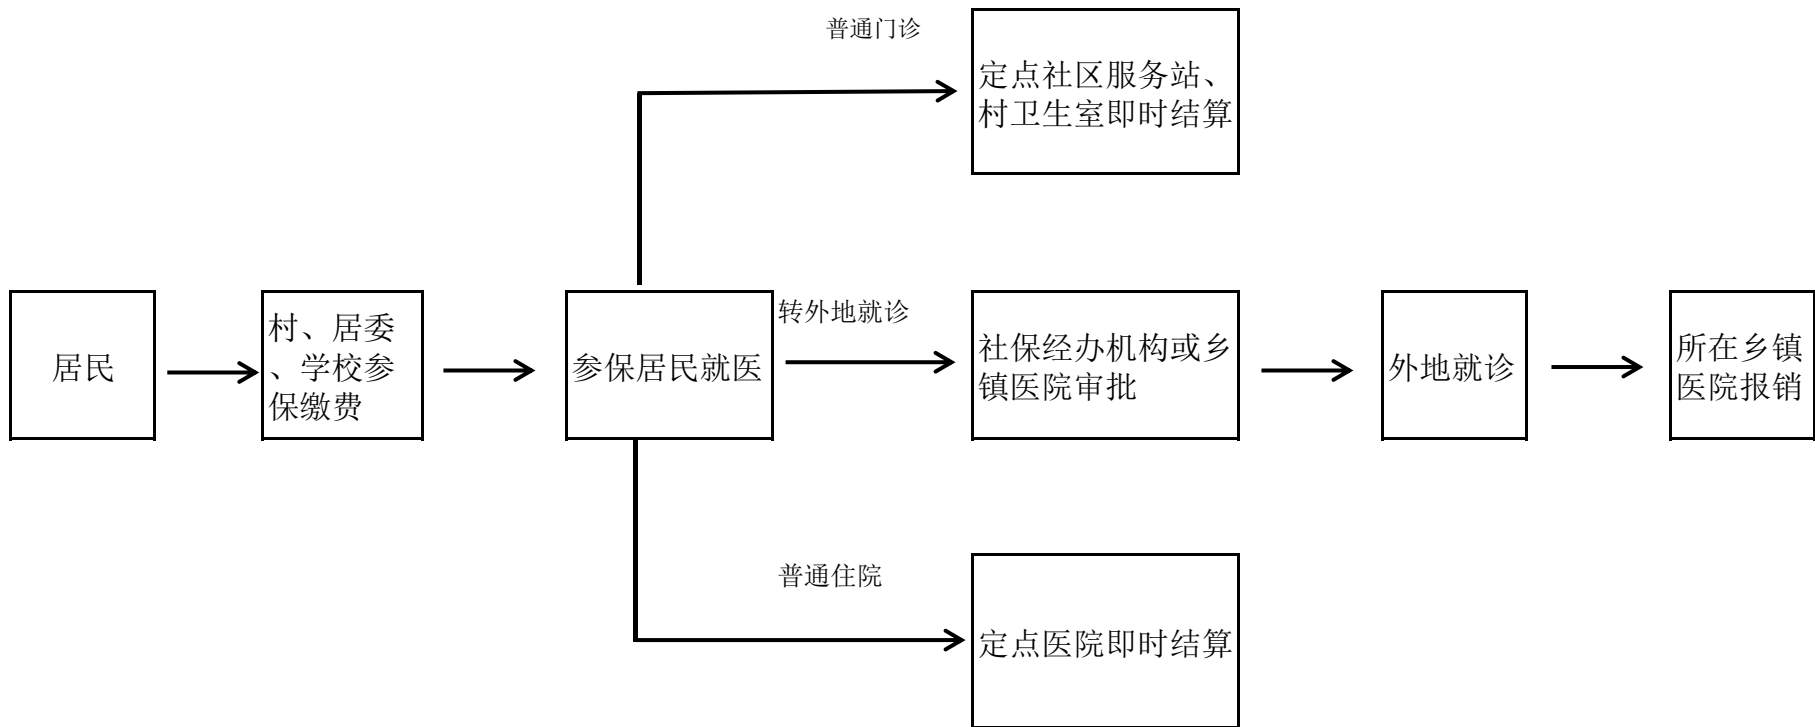 普通门诊
定点社区服务站、
村卫生室即时结算
居民
村、居委
、学校参
保缴费
参保居民就医
转外地就诊
社保经办机构或乡
镇医院审批
外地就诊
所在乡镇
医院报销
普通住院
定点医院即时结算